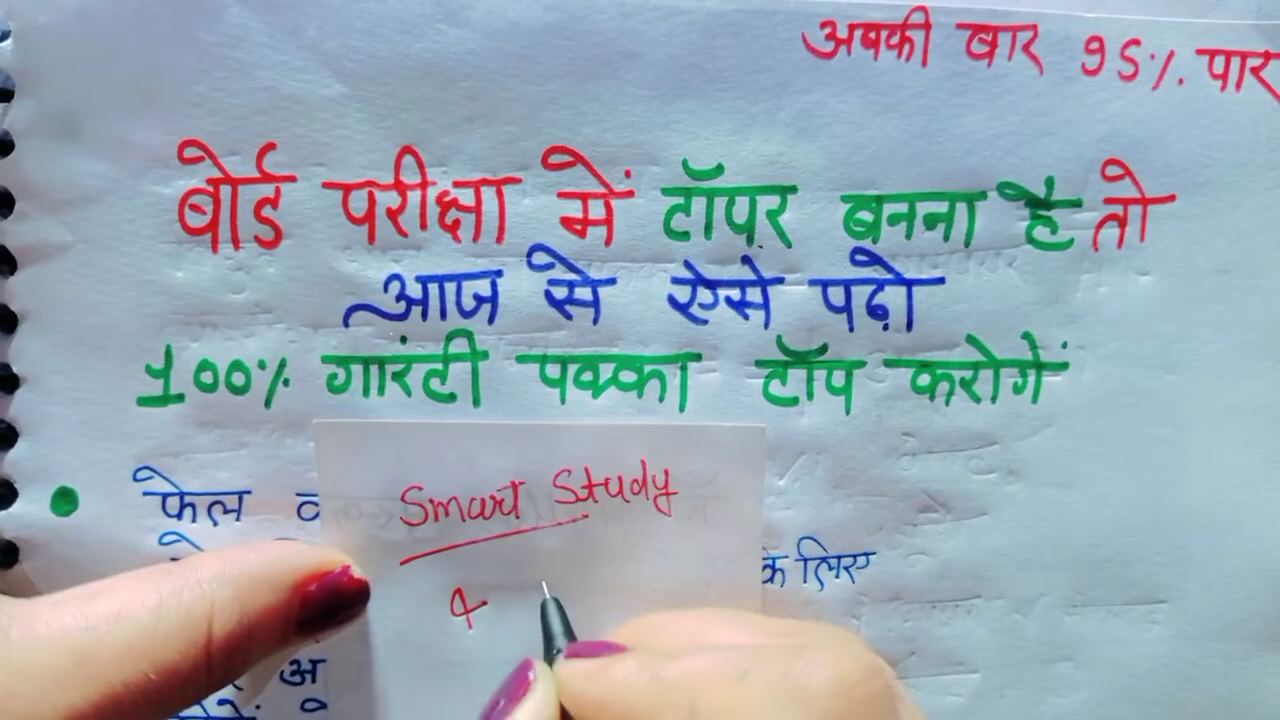 अबकी बार 95% पार
बोर्ड परीक्षा में टॉपर बनना है तो
आज से ऐसे पढ़ो
100% गारंटी पक्का टॉप करोगें
Smart Study
फेल
के लिए
&
अ